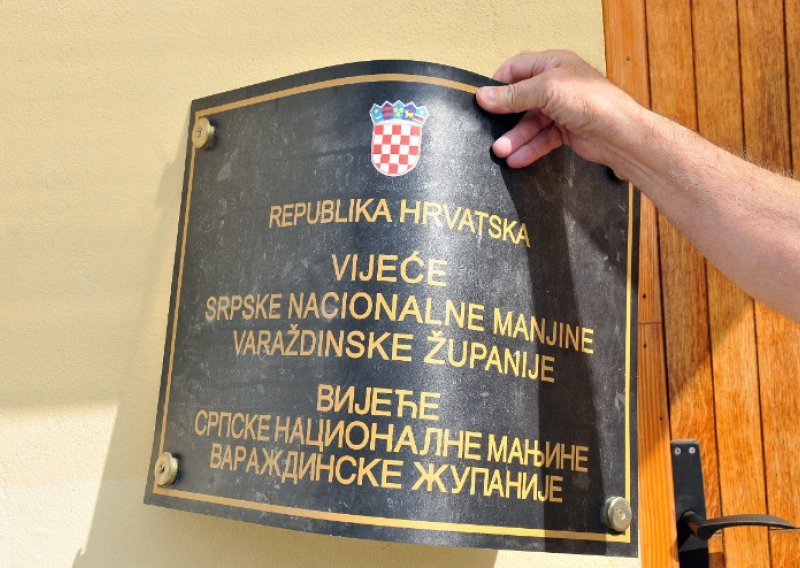 REPUBLIKA HRVATSKA
VIJEĆE
SRPSKE NACIONALNE MANJINE
VARAŽDINSKE ŽUPANIJE
ВИЈЕЋЕ
СРПСКЕ НАЦИОНАЛНЕ МАЊИНЕ
ВАРАЖДИНСКЕ ЖУПАНИЈЕ